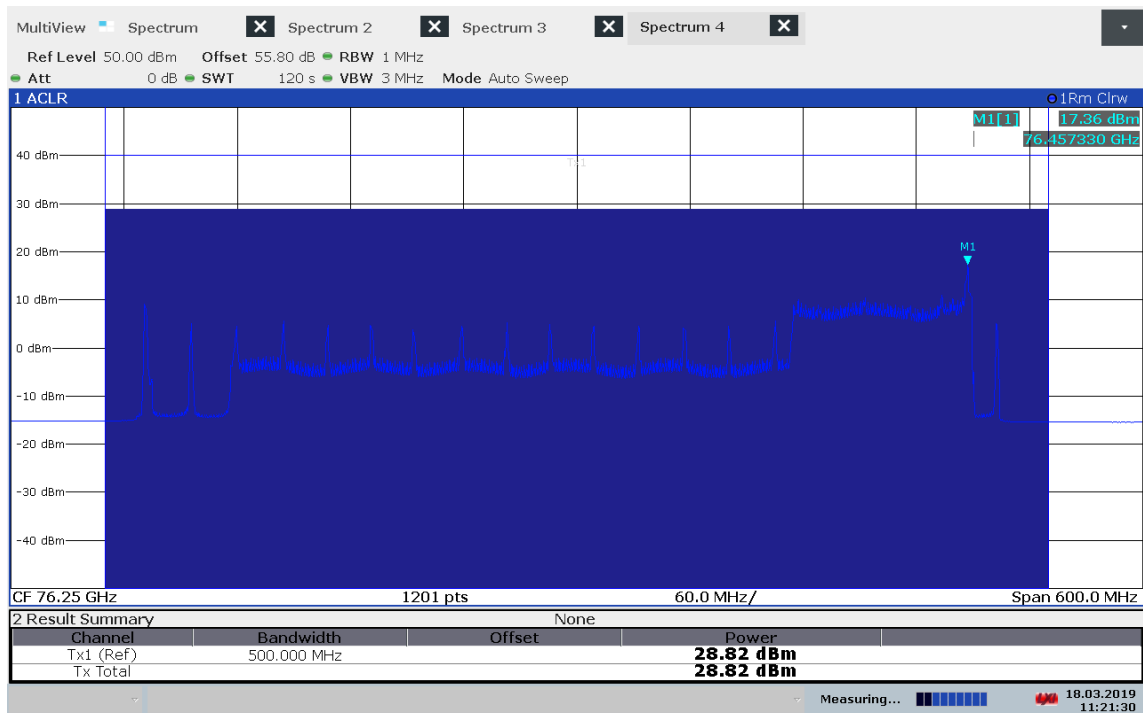 MultiView Spectrum X Spectrum 2 X Spectrum 3 X Spectrum 4 X
Ref Level 50.00 dBm Offset 55.80 dB RBW 1 MHz
Att 0 dB SWT 120 s VBW 3 MHz Mode Auto Sweep
1 ACLR 1Rm Clrw
M1[1] 17.36 dBm
76.457330 GHz
40 dBm
Tx1
30 dBm
20 dBm
M1
10 dBm
0 dBm
-10 dBm
-20 dBm
-30 dBm
-40 dBm
CF 76.25 GHz 1201 pts 60.0 MHz/ Span 600.0 MHz
2 Result Summary None
Channel Bandwidth Offset Power
Tx1 (Ref) 500.000 MHz 28.82 dBm
Tx Total 28.82 dBm
Measuring... 18.03.2019
11:21:30